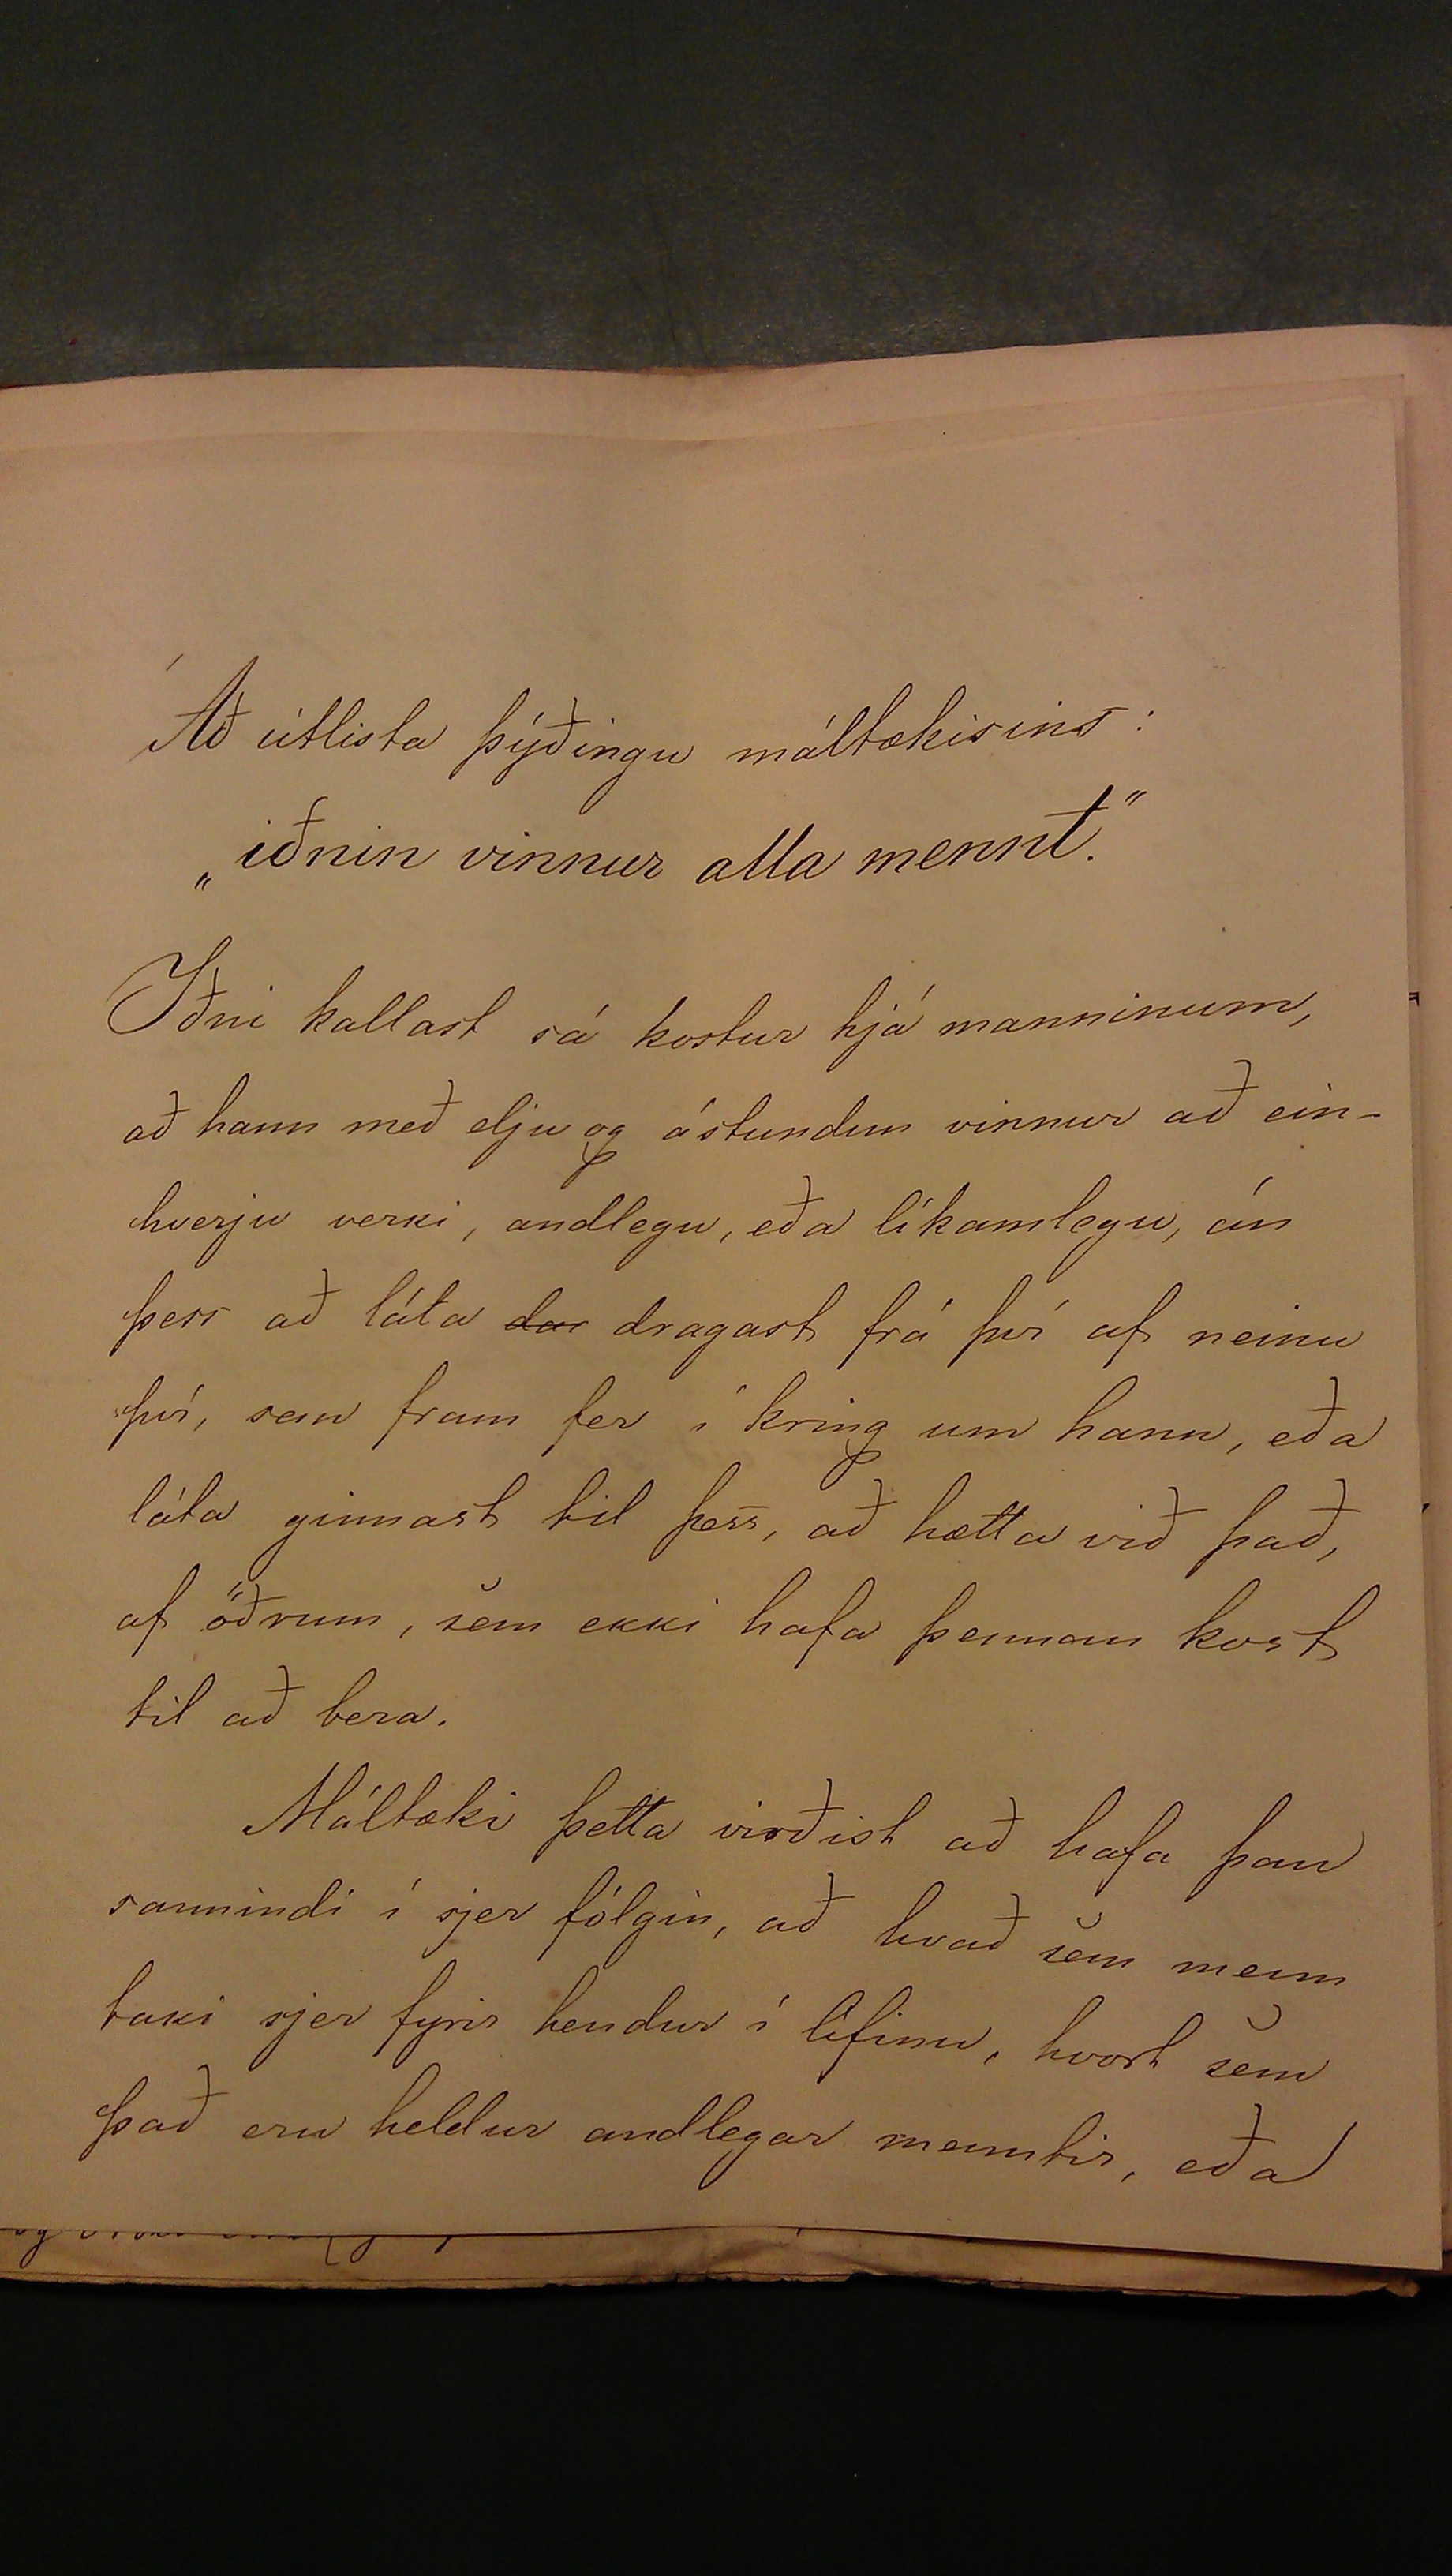 Að útlista þýðingu máltækisins:
„iðnin vinnur alla mennt."
Iðni kallast sá kostur hjá manninum,
að hann með elju og ástundun vinnur að ein-
hverju verki, andlegu, eða líkamlegu, án
þess að láta dar dragast frá því af neinu
því, sem fram fer í kring um hann, eða
láta ginnast til þess, að hætta við það,
af öðrum, sem ekki hafa þennan kost
til að bera.
Máltæki þetta virðist að hafa þau
sannindi í sjer fólgin, að hvað sem menn
taki sjer fyrir hendur í lífinu, hvort sem
það eru heldur andlegar menntir, eða